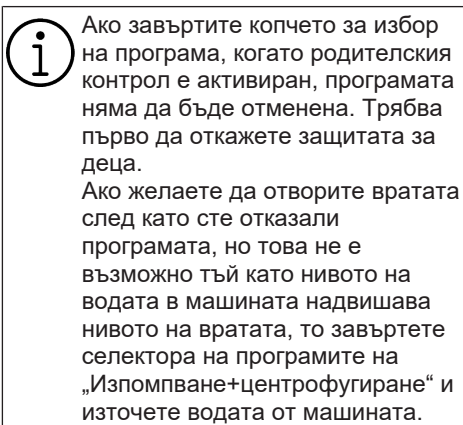 Ако завъртите копчето за избор
на програма, когато родителския
контрол е активиран, програмата
няма да бъде отменена. Трябва
първо да откажете защитата за
деца.
Ако желаете да отворите вратата
след като сте отказали
програмата, но това не е
възможно тъй като нивото на
водата в машината надвишава
нивото на вратата, то завъртете
селектора на програмите на
„Изпомпване+центрофугиране“ и
източете водата от машината.